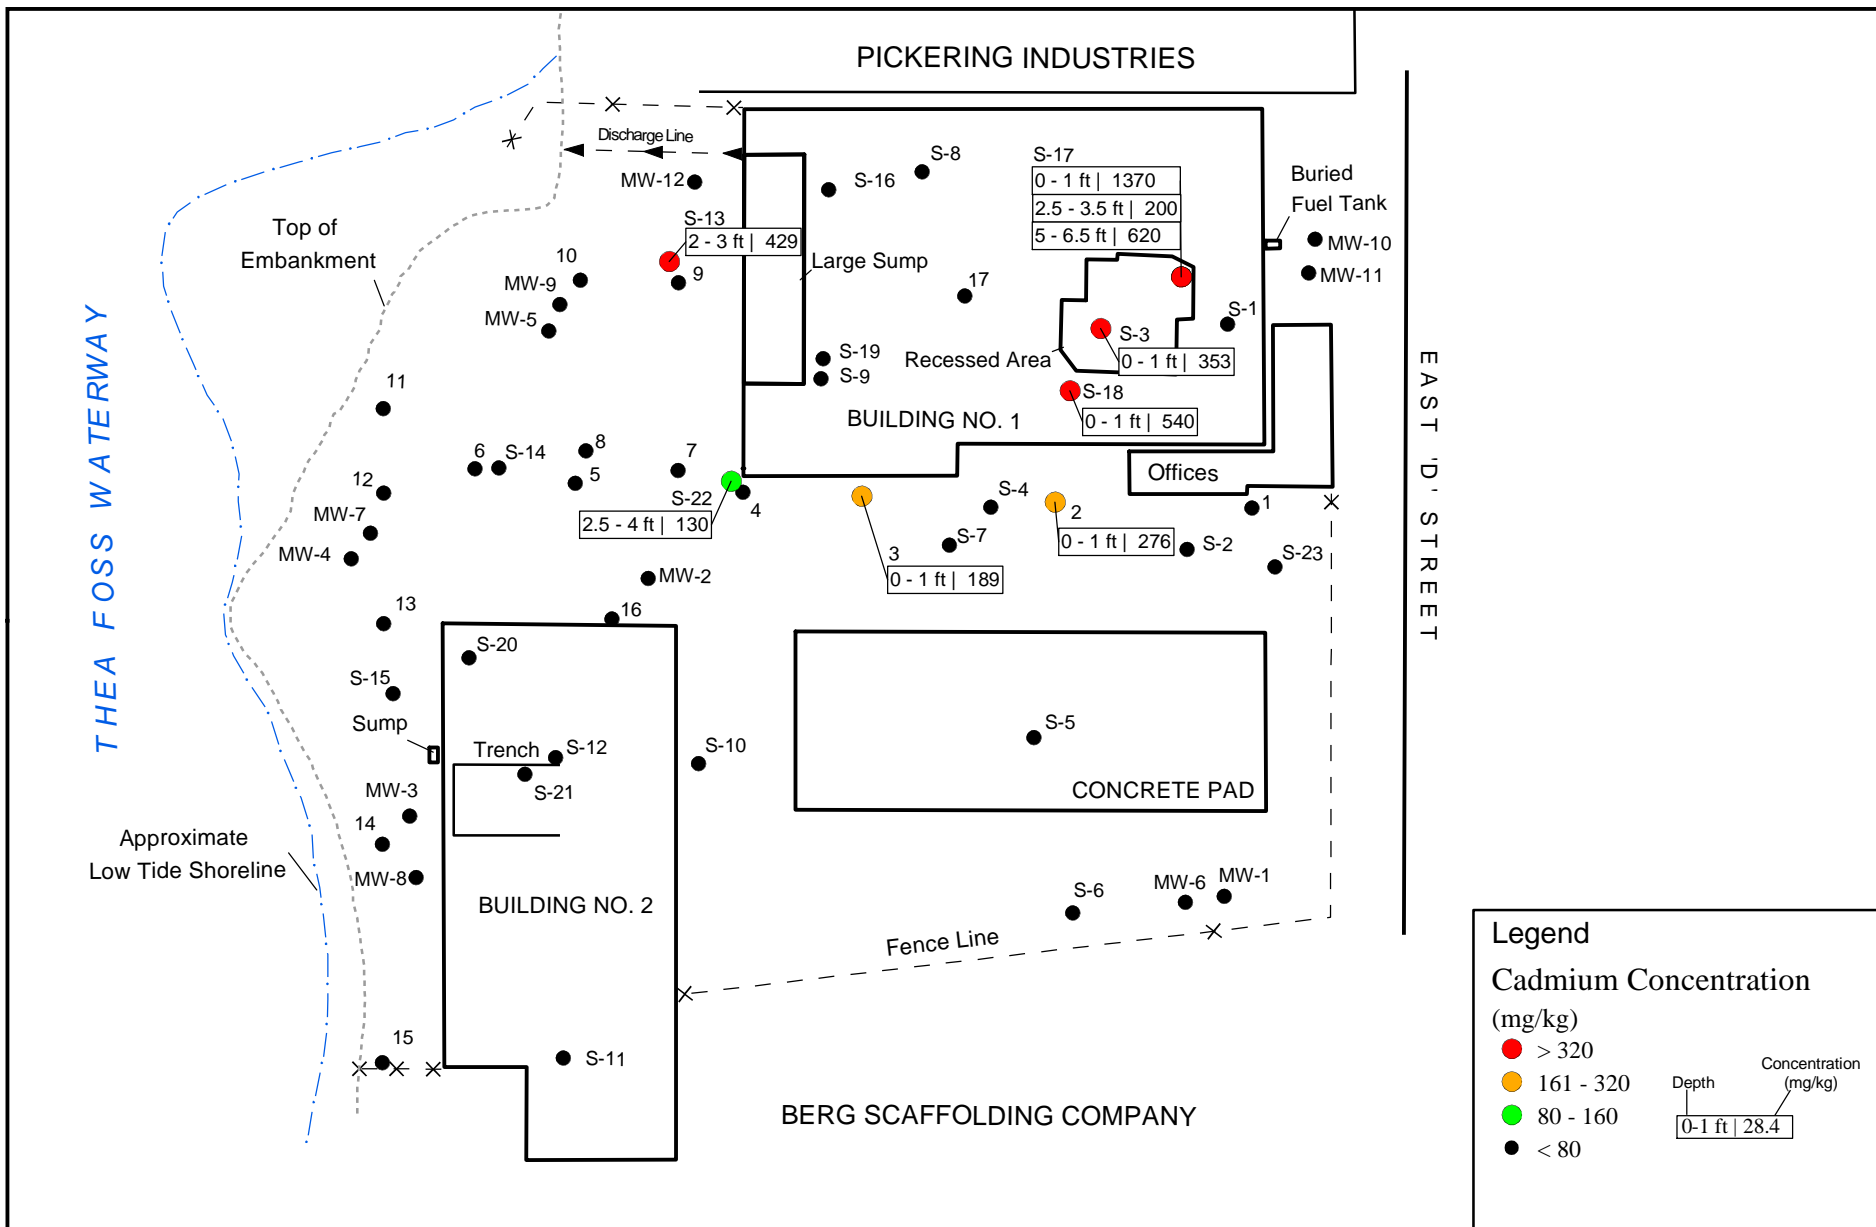 PICKERING INDUSTRIES
Discharge Line
MW-12
S-16
S-8
S-17
0 - 1 ft | 1370
2.5 - 3.5 ft | 200
5 - 6.5 ft | 620
Buried
Fuel Tank
MW-10
MW-11
S-13
2 - 3 ft | 429
Top of
Embankment
10
9
MW-9
MW-5
Large Sump
17
S-1
S-3
0 - 1 ft | 353
Recessed Area
S-19
S-9
S-18
0 - 1 ft | 540
BUILDING NO. 1
THEA FOSS WATERWAY
EAST 'D' STREET
11
6
S-14
8
5
7
S-22
2.5 - 4 ft | 130
4
Offices
12
MW-7
MW-4
S-4
S-7
2
0 - 1 ft | 276
1
S-2
S-23
3
0 - 1 ft | 189
MW-2
16
13
S-20
S-15
Sump
Trench
S-12
S-21
S-10
S-5
CONCRETE PAD
MW-3
14
MW-8
Approximate
Low Tide Shoreline
BUILDING NO. 2
S-6
MW-6
MW-1
Fence Line
15
S-11
BERG SCAFFOLDING COMPANY
Legend
Cadmium Concentration
(mg/kg)
> 320
161 - 320
80 - 160
< 80
Depth
Concentration
(mg/kg)
0-1 ft | 28.4